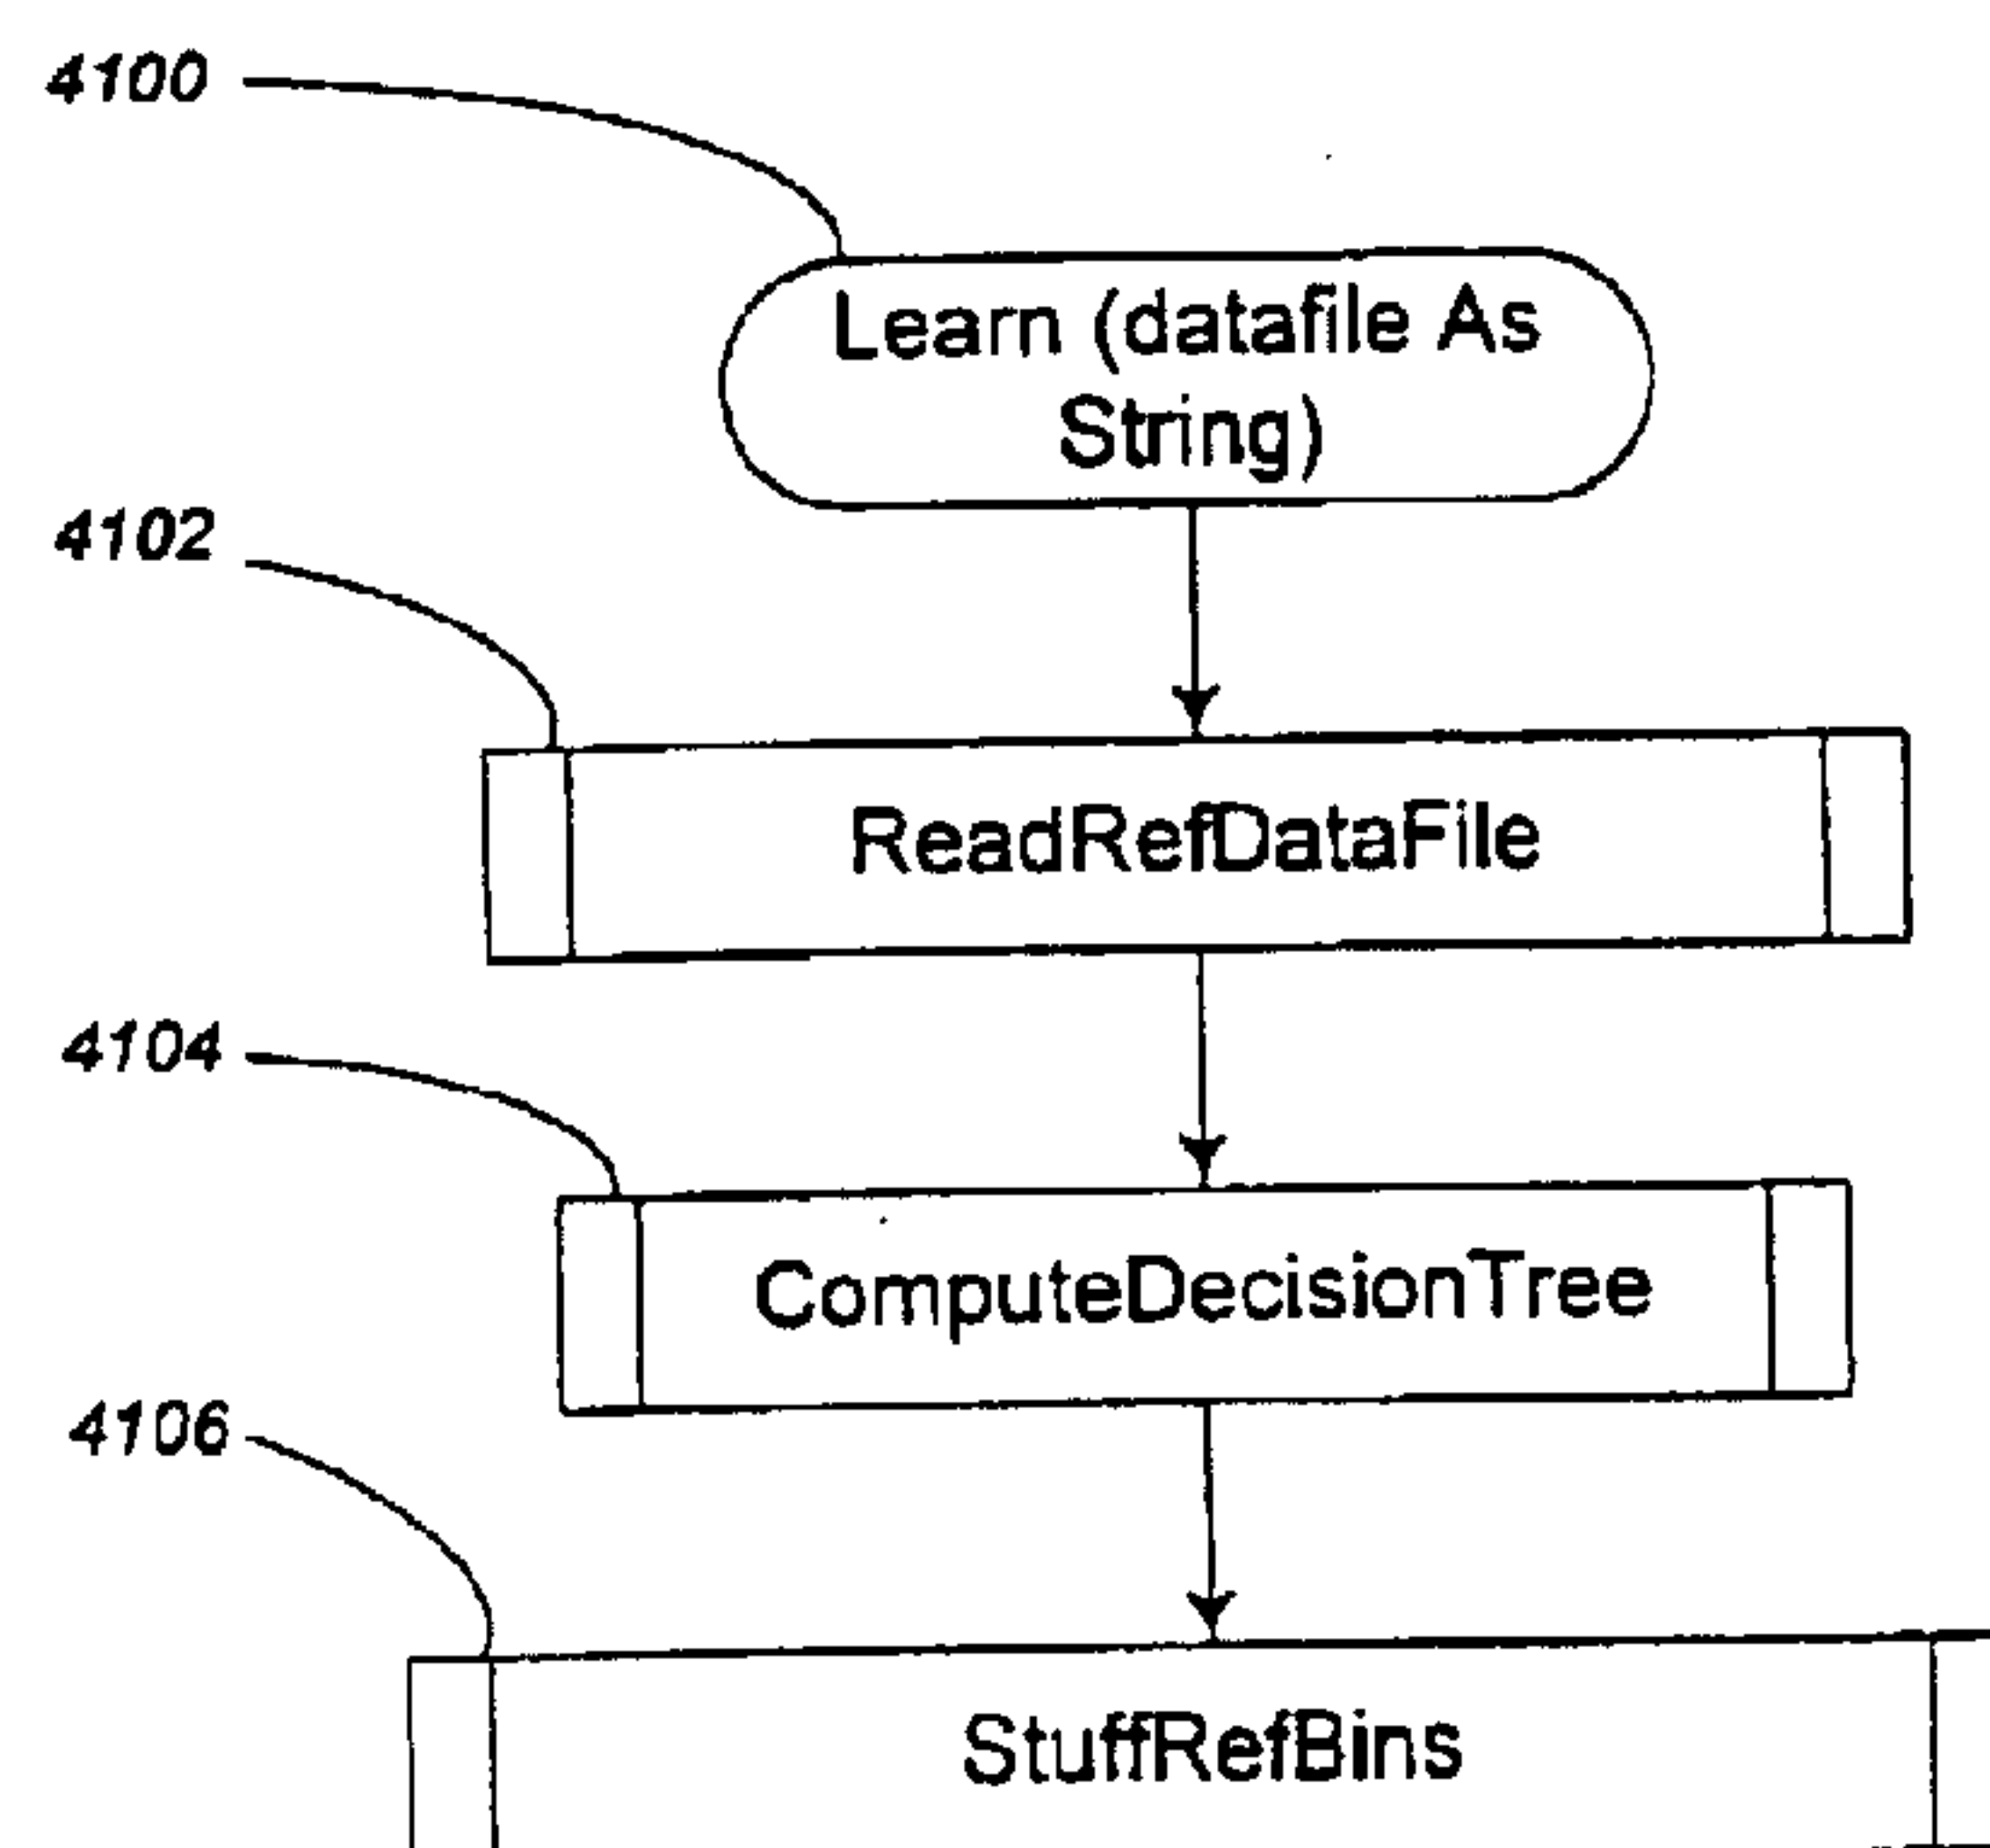 4100
Learn (datafile As
String)
4102
ReadRefDataFile
4104
ComputeDecisionTree
4106
StuffRefBins